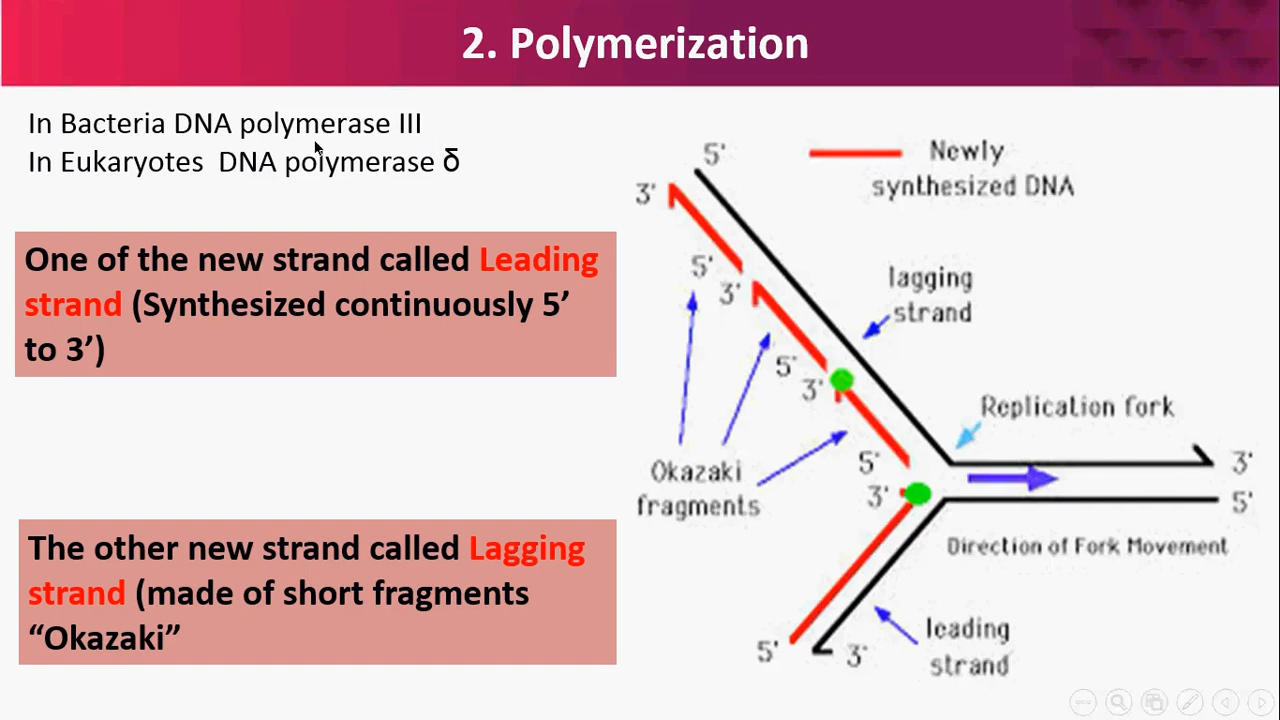 2. Polymerization
In Bacteria DNA polymerase III
In Eukaryotes DNA polymerase δ
One of the new strand called Leading
strand (Synthesized continuously 5’
to 3’)
The other new strand called Lagging
strand (made of short fragments
“Okazaki”
5'
3'
Newly
synthesized DNA
5'
3'
lagging
strand
5'
3'
Replication fork
Okazaki
fragments
5'
3'
3'
5'
Direction of Fork Movement
leading
strand
5'
3'